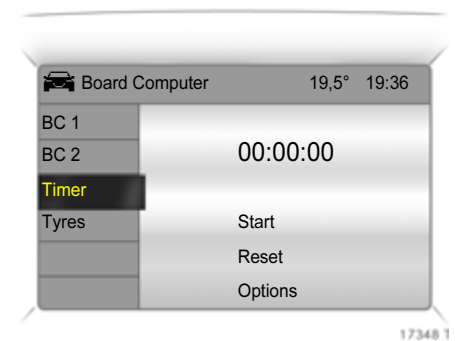 Board Computer 19,5° 19:36
BC 1
BC 2
00:00:00
Timer
Tyres
Start
Reset
Options
17348 T